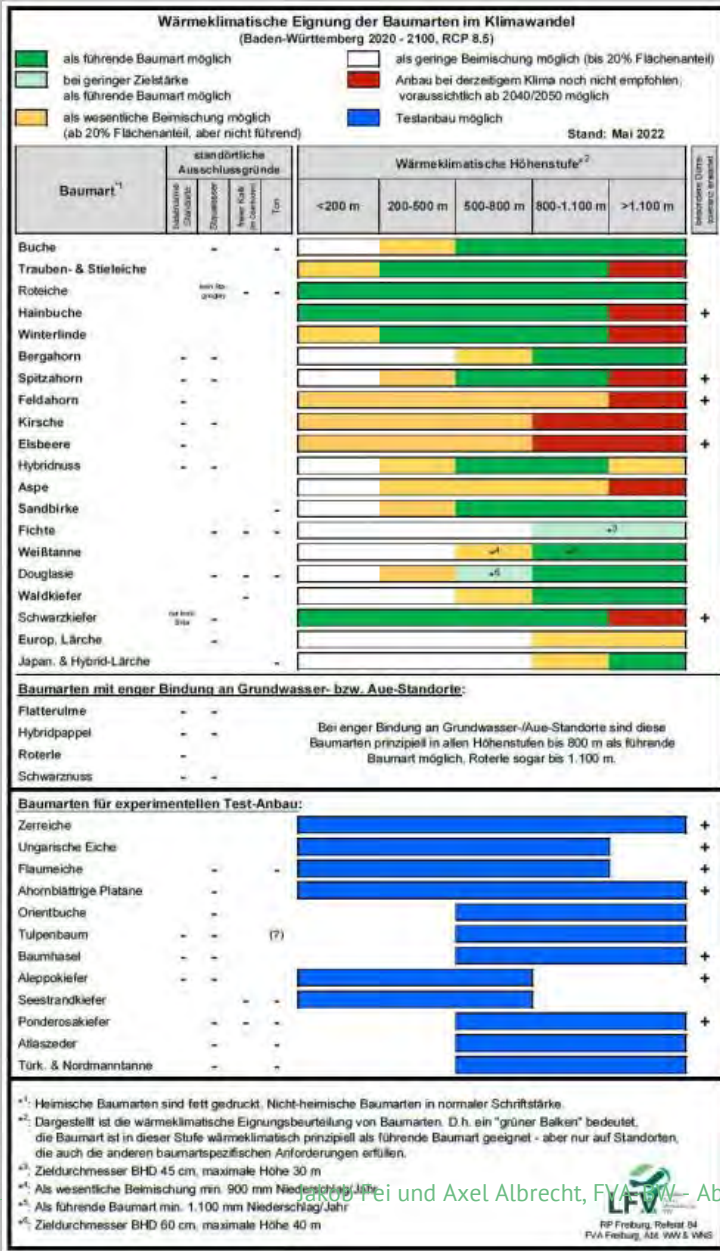 Wärmeklimatische Eignung der Baumarten im Klimawandel
(Baden-Württemberg 2020 - 2100, RCP 8.5)
als führende Baumart möglich
als geringe Beimischung möglich (bis 20% Flächenanteil)
bei geringer Zielstärke
als führende Baumart möglich
Anbau bei derzeitigem Klima noch nicht empfohlen,
voraussichtlich ab 2040/2050 möglich
als wesentliche Beimischung möglich
(ab 20% Flächenanteil, aber nicht führend)
Testanbau möglich
Stand: Mai 2022
Baumart*1
standörtliche
Ausschlussgründe
Wärmeklimatische Höhenstufe*2
Standorte
Stauwasser
freier Kalk
Ton
<200 m 200-500 m 500-800 m 800-1.100 m >1.100 m
Buche - -
Trauben- & Stieleiche
Roteiche - -
Hainbuche +
Winterlinde
Bergahorn - -
Spitzahorn - - +
Feldahorn - +
Kirsche - -
Elsbeere - +
Hybridnuss - -
Aspe
Sandbirke -
Fichte - - - *3
Weißtanne *4 *5
Douglasie - - - *6
Waldkiefer -
Schwarzkiefer - +
Europ. Lärche -
Japan. & Hybrid-Lärche -
Baumarten mit enger Bindung an Grundwasser- bzw. Aue-Standorte:
Flatterulme - -
Hybridpappel - -
Roterle -
Schwarznuss - -
Bei enger Bindung an Grundwasser-/Aue-Standorte sind diese
Baumarten prinzipiell in allen Höhenstufen bis 800 m als führende
Baumart möglich, Roterle sogar bis 1.100 m.
Baumarten für experimentellen Test-Anbau:
Zerreiche +
Ungarische Eiche +
Flaumeiche - - +
Ahornblättrige Platane - +
Orientbuche -
Tulpenbaum - - (?)
Baumhasel - - +
Aleppokiefer - - +
Seestrandkiefer - -
Ponderosakiefer - - - +
Atlaszeder - -
Türk. & Nordmanntanne - -
*1: Heimische Baumarten sind fett gedruckt. Nicht-heimische Baumarten in normaler Schriftstärke.
*2: Dargestellt ist die wärmeklimatische Eignungsbeurteilung von Baumarten. D.h. ein "grüner Balken" bedeutet,
die Baumart ist in dieser Stufe wärmeklimatisch prinzipiell als führende Baumart geeignet - aber nur auf Standorten,
die auch die anderen baumartspezifischen Anforderungen erfüllen.
*3: Zieldurchmesser BHD 45 cm, maximale Höhe 30 m
*4: Als wesentliche Beimischung min. 900 mm Niederschlag/Jahr
*5: Als führende Baumart min. 1.100 mm Niederschlag/Jahr
*6: Zieldurchmesser BHD 60 cm, maximale Höhe 40 m
und Axel Albrecht, FVA-BW - Ab
LFV
RP Freiburg, Referat 84
FVA Freiburg, Abt. WW & WNS